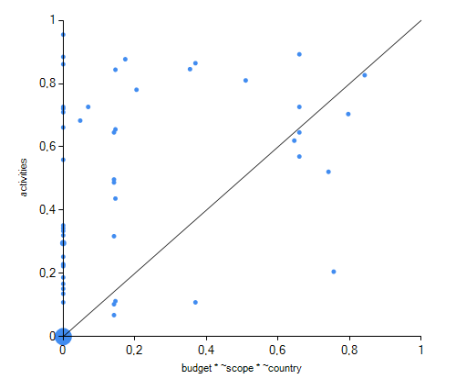 1
0,8
0,6
activities
0,4
0,2
0
0 0,2 0,4 0,6 0,8 1
budget * ~scope * ~country